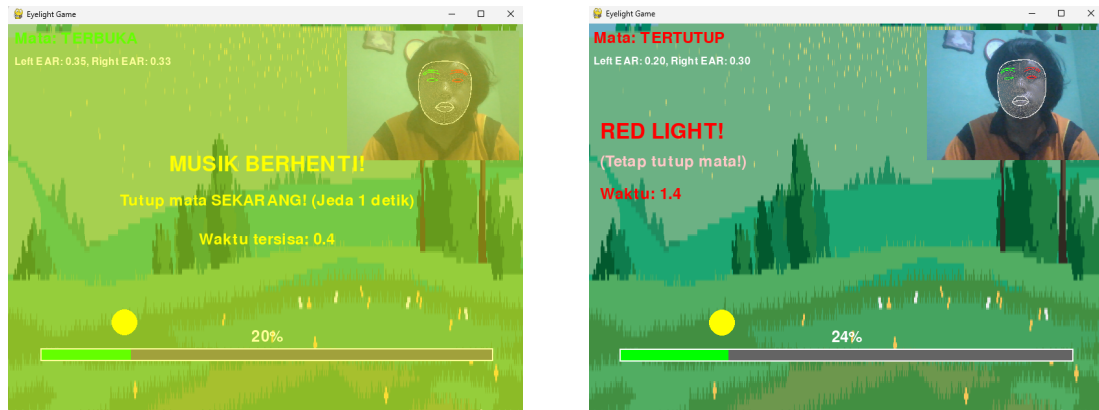 Eyelight Game
Mata: TERBUKA
Left EAR: 0.35, Right EAR: 0.33
MUSIK BERHENTI!
Tutup mata SEKARANG! (Jeda 1 detik)
Waktu tersisa: 0.4
20%
Eyelight Game
Mata: TERTUTUP
Left EAR: 0.20, Right EAR: 0.30
RED LIGHT!
(Tetap tutup mata!)
Waktu: 1.4
24%